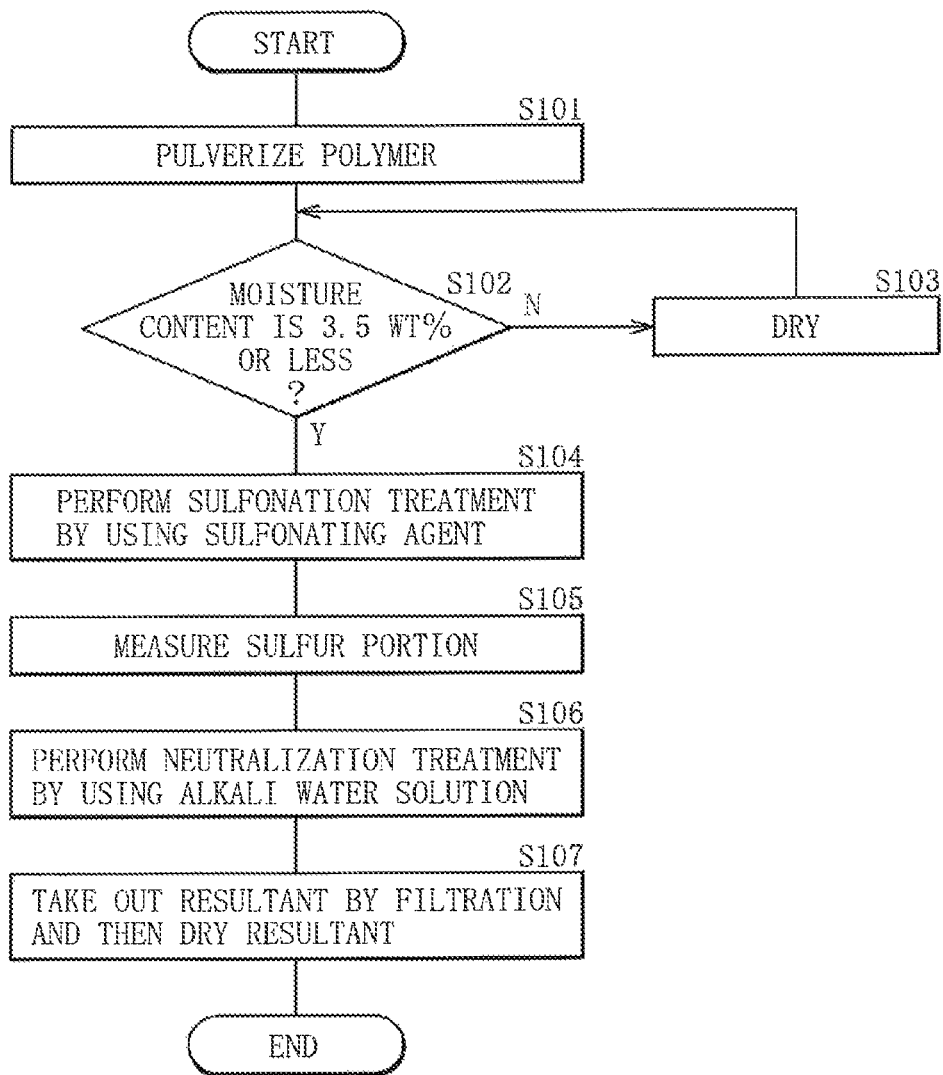 START
S101
PULVERIZE POLYMER
S102
MOISTURE
CONTENT IS 3.5 WT%
OR LESS
?
N
S103
DRY
Y
S104
PERFORM SULFONATION TREATMENT
BY USING SULFONATING AGENT
S105
MEASURE SULFUR PORTION
S106
PERFORM NEUTRALIZATION TREATMENT
BY USING ALKALI WATER SOLUTION
S107
TAKE OUT RESULTANT BY FILTRATION
AND THEN DRY RESULTANT
END